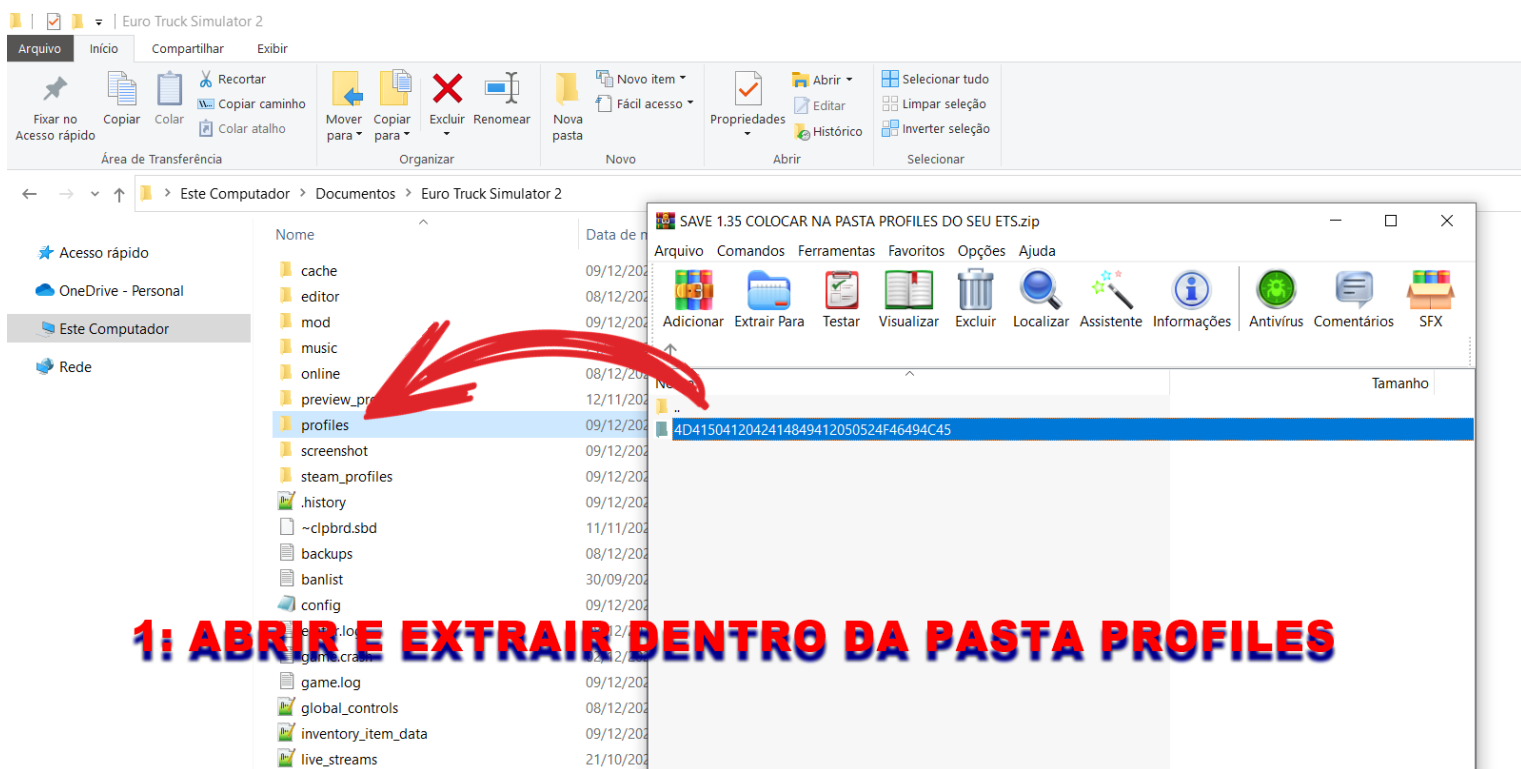 Euro Truck Simulator 2
Arquivo Início Compartilhar Exibir
Fixar no Acesso rápido
Copiar
Colar
Recortar
Copiar caminho
Colar atalho
Mover para
Copiar para
Excluir
Renomear
Nova pasta
Novo item
Fácil acesso
Propriedades
Abrir
Editar
Histórico
Selecionar tudo
Limpar seleção
Inverter seleção
Área de Transferência
Organizar
Novo
Abrir
Selecionar
Este Computador > Documentos > Euro Truck Simulator 2
Acesso rápido
OneDrive - Personal
Este Computador
Rede
Nome Data de
cache 09/12/202
editor 08/12/202
mod 09/12/202
music
online 08/12/202
12/11/202
profiles 09/12/202
screenshot 09/12/202
steam_profiles 09/12/202
.history 09/12/202
~clpbrd.sbd 11/11/202
backups 08/12/202
banlist 30/09/202
config 09/12/202
game.crash
game.log 09/12/202
global_controls 08/12/202
inventory_item_data 09/12/202
live_streams 21/10/202
SAVE 1.35 COLOCAR NA PASTA PROFILES DO SEU ETS.zip
Arquivo Comandos Ferramentas Favoritos Opções Ajuda
Adicionar Extrair Para Testar Visualizar Excluir Localizar Assistente Informações Antivírus Comentários SFX
Tamanho
..
4D4150412042414849412050524F46494C45
1: ABRIR E EXTRAIR DENTRO DA PASTA PROFILES